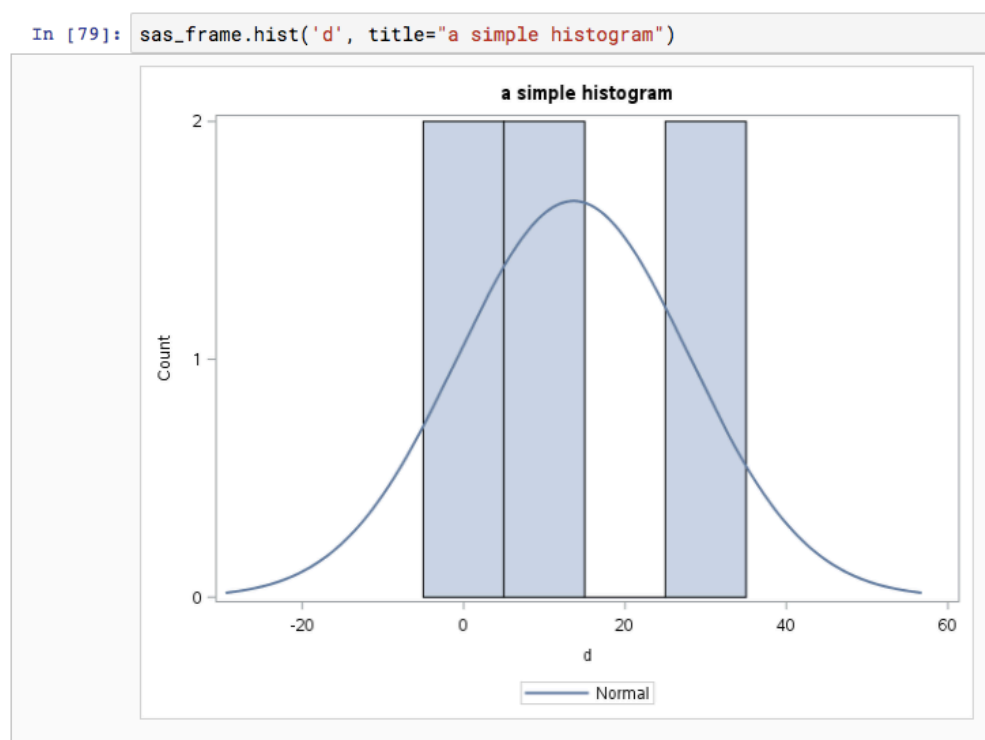 In [79]: sas_frame.hist('d', title="a simple histogram")
a simple histogram
2
1
0
Count
-20 0 20 40 60
d
Normal